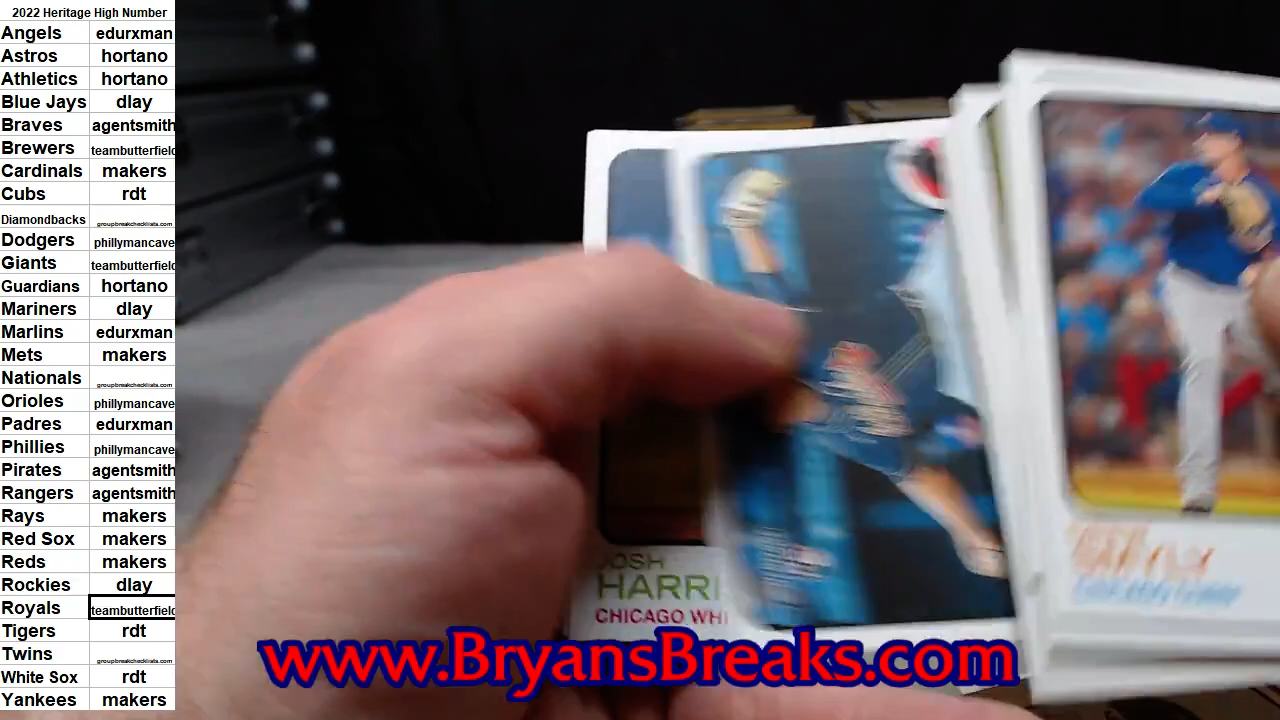 2022 Heritage High Number
Angels edurxman
Astros hortano
Athletics hortano
Blue Jays dlay
Braves agentsmith
Brewers teambutterfield
Cardinals makers
Cubs rdt
Diamondbacks groupbreakchecklists.com
Dodgers phillymancave
Giants teambutterfield
Guardians hortano
Mariners dlay
Marlins edurxman
Mets makers
Nationals groupbreakchecklists.com
Orioles phillymancave
Padres edurxman
Phillies phillymancave
Pirates agentsmith
Rangers agentsmith
Rays makers
Red Sox makers
Reds makers
Rockies dlay
Royals teambutterfield
Tigers rdt
Twins groupbreakchecklists.com
White Sox rdt
Yankees makers
JOSH
HARRI
CHICAGO WHI
www.BryansBreaks.com